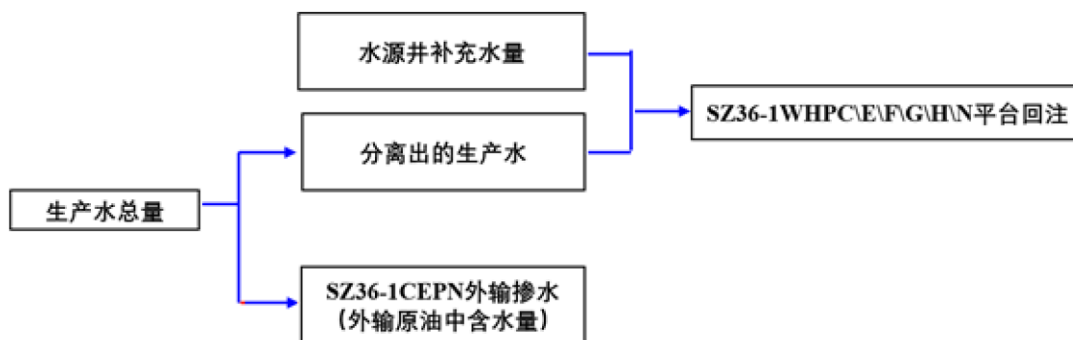 水源井补充水量
SZ36-1WHPC\E\F\G\H\N平台回注
分离出的生产水
生产水总量
SZ36-1CEPN外输掺水
（外输原油中含水量）